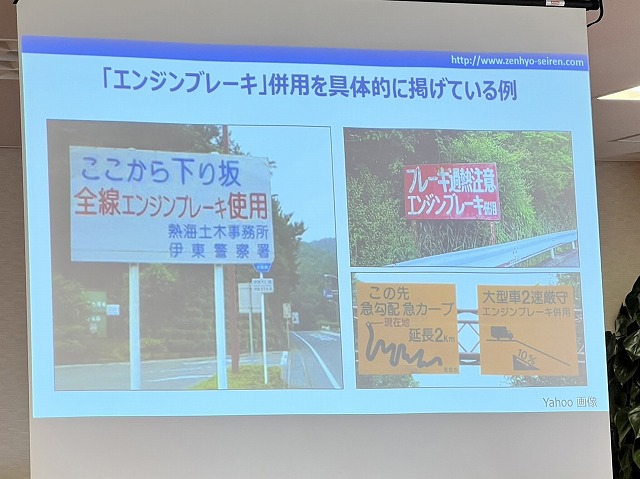 http://www.zenhyo-seiren.com
「エンジンブレーキ」併用を具体的に掲げている例
ここから下り坂
全線エンジンブレーキ使用
熱海土木事務所
伊東警察署
ブレーキ過熱注意
エンジンブレーキ併用
この先
急勾配 急カーブ
現在地
延長2Km
大型車2速厳守
エンジンブレーキ併用
10%
Yahoo 画像